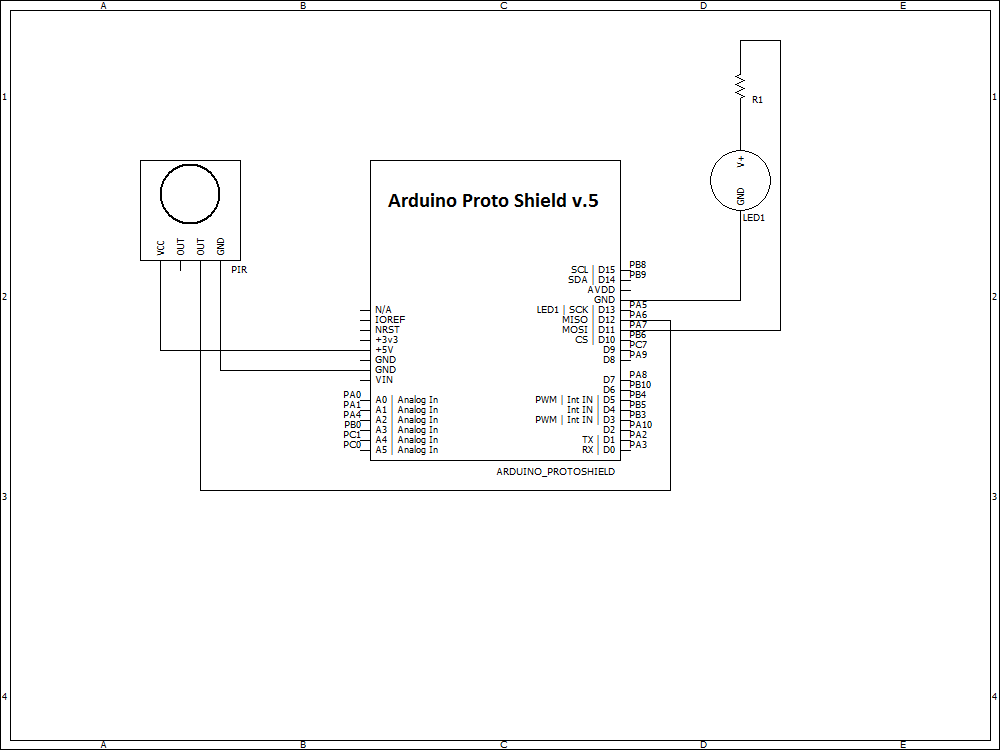 A B C D E
1 1
R1
V+
GND
LED1
Arduino Proto Shield v.5
VCC OUT OUT GND
PIR
SCL | D15 PB8
SDA | D14 PB9
AVDD
2 GND 2
N/A LED1 | SCK | D13 PA5
IOREF MISO | D12 PA6
NRST MOSI | D11 PA7
+3v3 CS | D10 PB6
+5V D9 PC7
GND D8 PA9
GND
VIN D7 PA8
D6 PB10
PA0 A0 | Analog In PWM | Int IN | D5 PB4
PA1 A1 | Analog In Int IN | D4 PB5
PA4 A2 | Analog In PWM | Int IN | D3 PB3
PB0 A3 | Analog In D2 PA10
PC1 A4 | Analog In TX | D1 PA2
PC0 A5 | Analog In RX | D0 PA3
ARDUINO_PROTOSHIELD
3 3
4 4
A B C D E